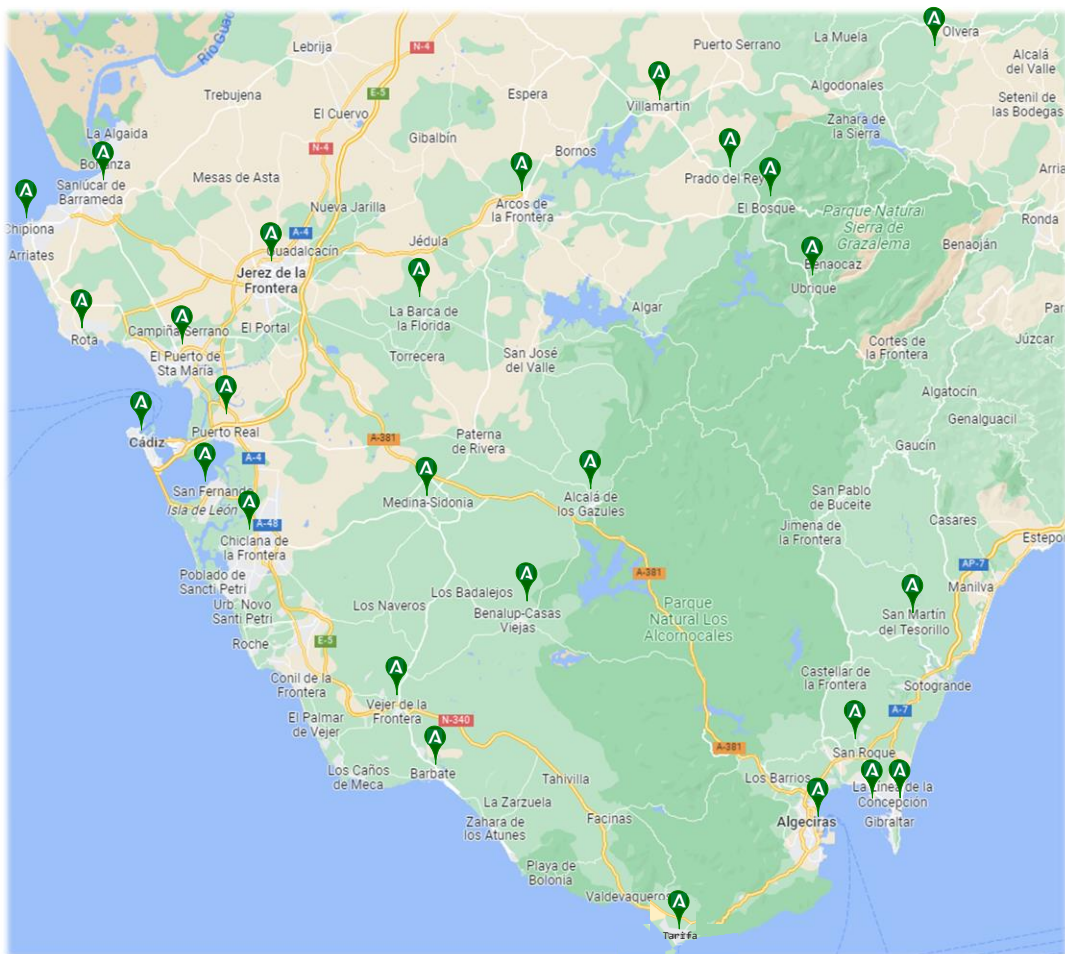 A
Olvera
La Muela
Puerto Serrano
Lebrija
N-4
Río Gua
Alcalá
del Valle
A
E-5
Espera
Villamartin
Algodonales
Trebujena
Setenil de
las Bodegas
El Cuervo
Zahara de
la Sierra
La Algaida
Gibalbín
N-4
A
Bornos
A
Bonanza
Mesas de Asta
A
Prado del Rey
A
Arria
Sanlúcar de
Barrameda
A
Nueva Jarilla
Arcos de
la Frontera
El Bosque
Parque Natural
Sierra de
Grazalema
Ronda
Chipiona
A
A-4
Guadalcacín
Jédula
A
Benaoján
Arriates
Benaocaz
Jerez de la
Frontera
A
Ubrique
A
La Barca de
la Florida
Algar
Par
A
Campiña Serrano
El Portal
Rota
Júzcar
Cortes de
la Frontera
El Puerto de
Sta María
Torrecera
San José
del Valle
A
Algatocín
A
Genalguacil
Cádiz
Puerto Real
Paterna
de Rivera
A-381
Gaucín
A
A-4
A
A
San Fernando
Medina-Sidonia
Alcalá de
los Gazules
San Pablo
de Buceite
Isla de León
A
A-48
Casares
Jimena de
la Frontera
Chiclana de
la Frontera
Estepon
AP-7
Poblado de
Sancti Petri
A
A-381
Manilva
A
Los Badalejos
Urb. Novo
Santi Petri
Los Naveros
Benalup-Casas
Viejas
Parque
Natural Los
Alcornocales
San Martín
del Tesorillo
Roche
E-5
A
Conil de la
Frontera
Castellar de
la Frontera
Sotogrande
Vejer de la
Frontera
A
A-7
El Palmar
de Vejer
N-340
A
A-381
San Roque
Barbate
Los Caños
de Meca
Tahivilla
Los Barrios
A
A
La Línea de la
Concepción
A
La Zarzuela
Algeciras
Gibraltar
Zahara de
los Atunes
Facinas
Playa de
Bolonia
Valdevaqueros
A
Tarifa